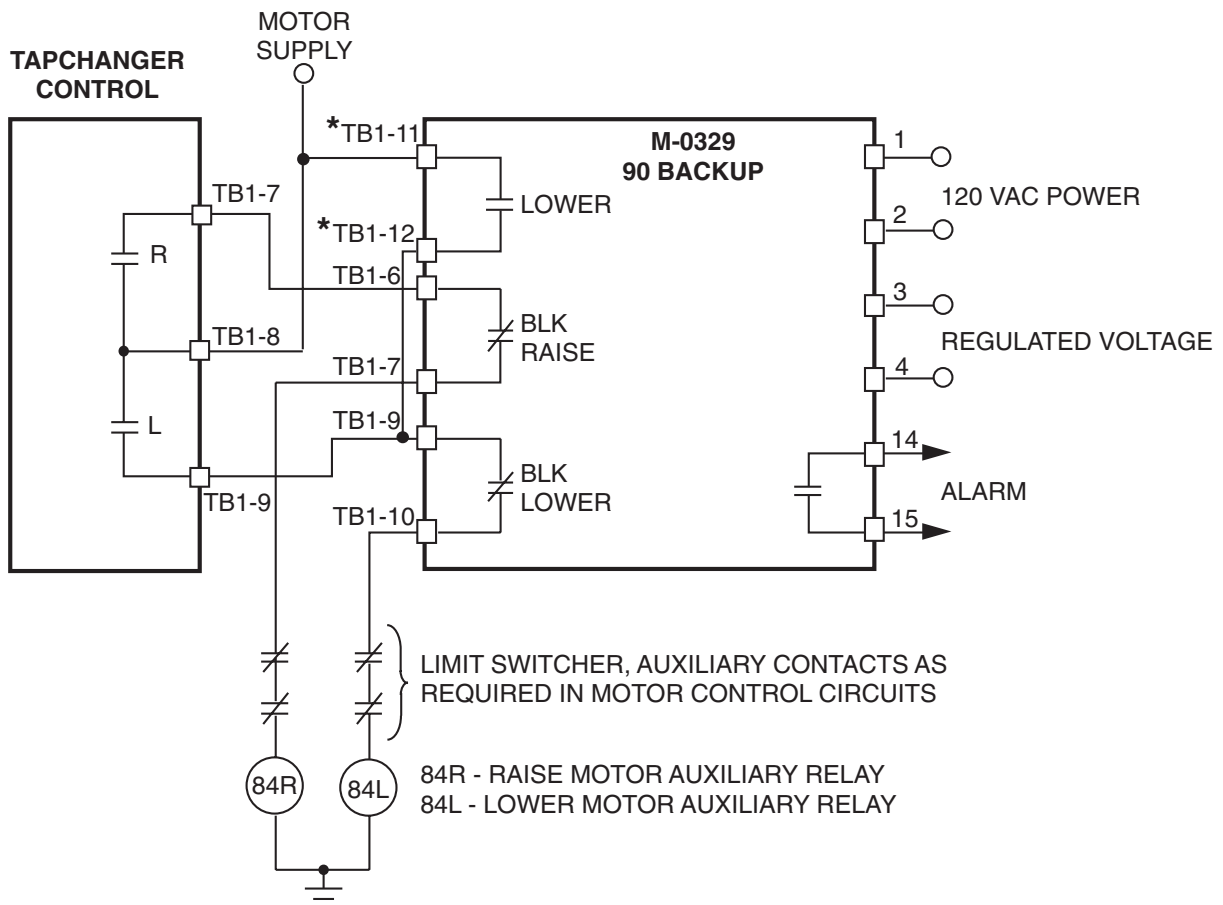 MOTOR
SUPPLY
TAPCHANGER
CONTROL
*TB1-11
M-0329
90 BACKUP
1
LOWER
120 VAC POWER
TB1-7
*TB1-12
2
R
TB1-6
3
BLK
RAISE
TB1-8
REGULATED VOLTAGE
TB1-7
4
L
TB1-9
14
BLK
LOWER
ALARM
TB1-9
TB1-10
15
LIMIT SWITCHER, AUXILIARY CONTACTS AS
REQUIRED IN MOTOR CONTROL CIRCUITS
84R
84L
84R - RAISE MOTOR AUXILIARY RELAY
84L - LOWER MOTOR AUXILIARY RELAY